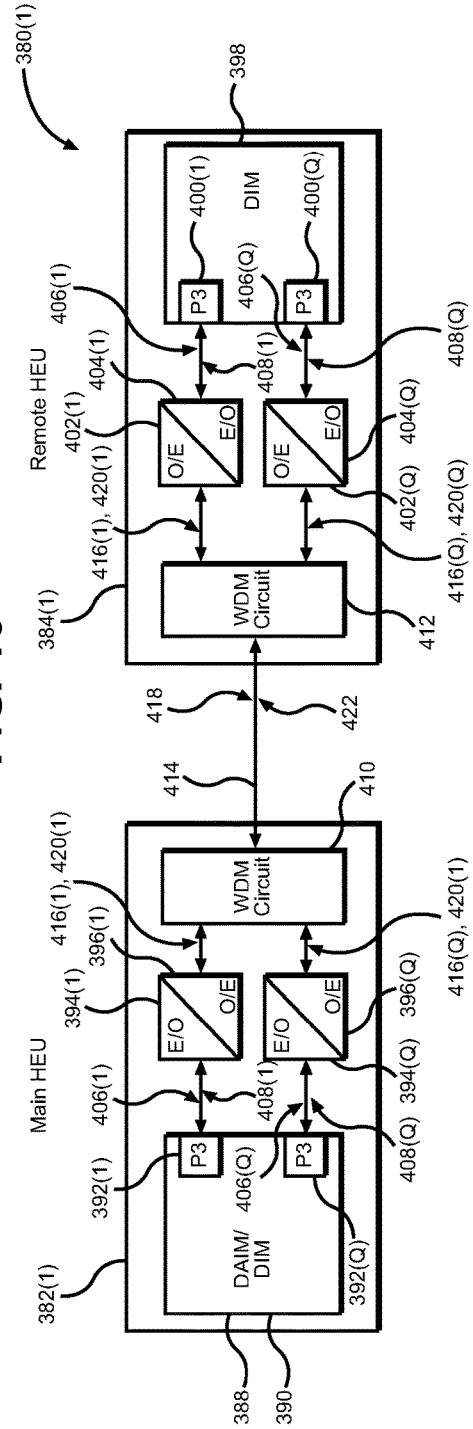 Main HEU
Remote HEU
380(1)
382(1)
392(1)
406(1)
394(1)
396(1)
416(1), 420(1)
414
418
384(1)
416(1), 420(1)
402(1)
404(1)
406(1)
398
P3
E/O
O/E
408(1)
O/E
E/O
408(1)
P3
400(1)
DAIM/
DIM
406(Q)
WDM
Circuit
422
WDM
Circuit
406(Q)
DIM
P3
E/O
O/E
O/E
E/O
P3
400(Q)
388
390
392(Q)
408(Q)
394(Q)
396(Q)
416(Q), 420(1)
410
412
416(Q), 420(Q)
402(Q)
404(Q)
408(Q)